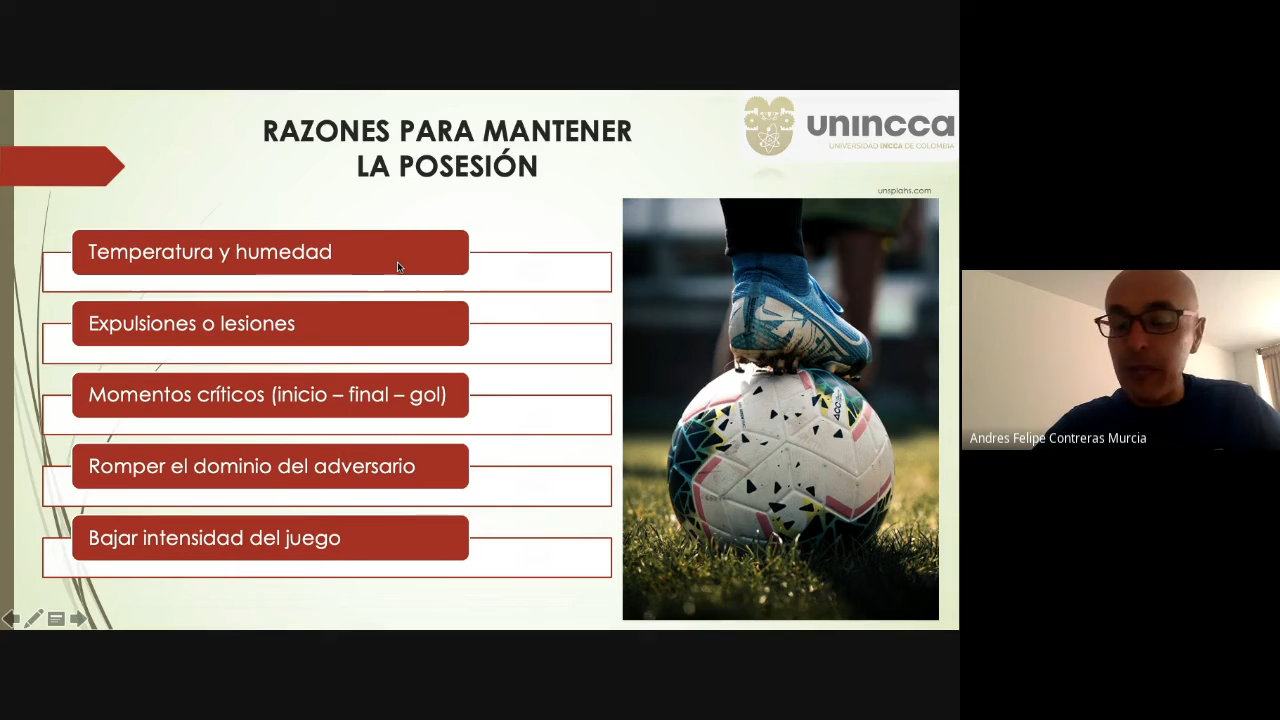 RAZONES PARA MANTENER
LA POSESIÓN
unincca
UNIVERSIDAD INCCA DE COLOMBIA
unsplahs.com
Temperatura y humedad
Expulsiones o lesiones
Momentos críticos (inicio – final – gol)
Romper el dominio del adversario
Bajar intensidad del juego
Andres Felipe Contreras Murcia